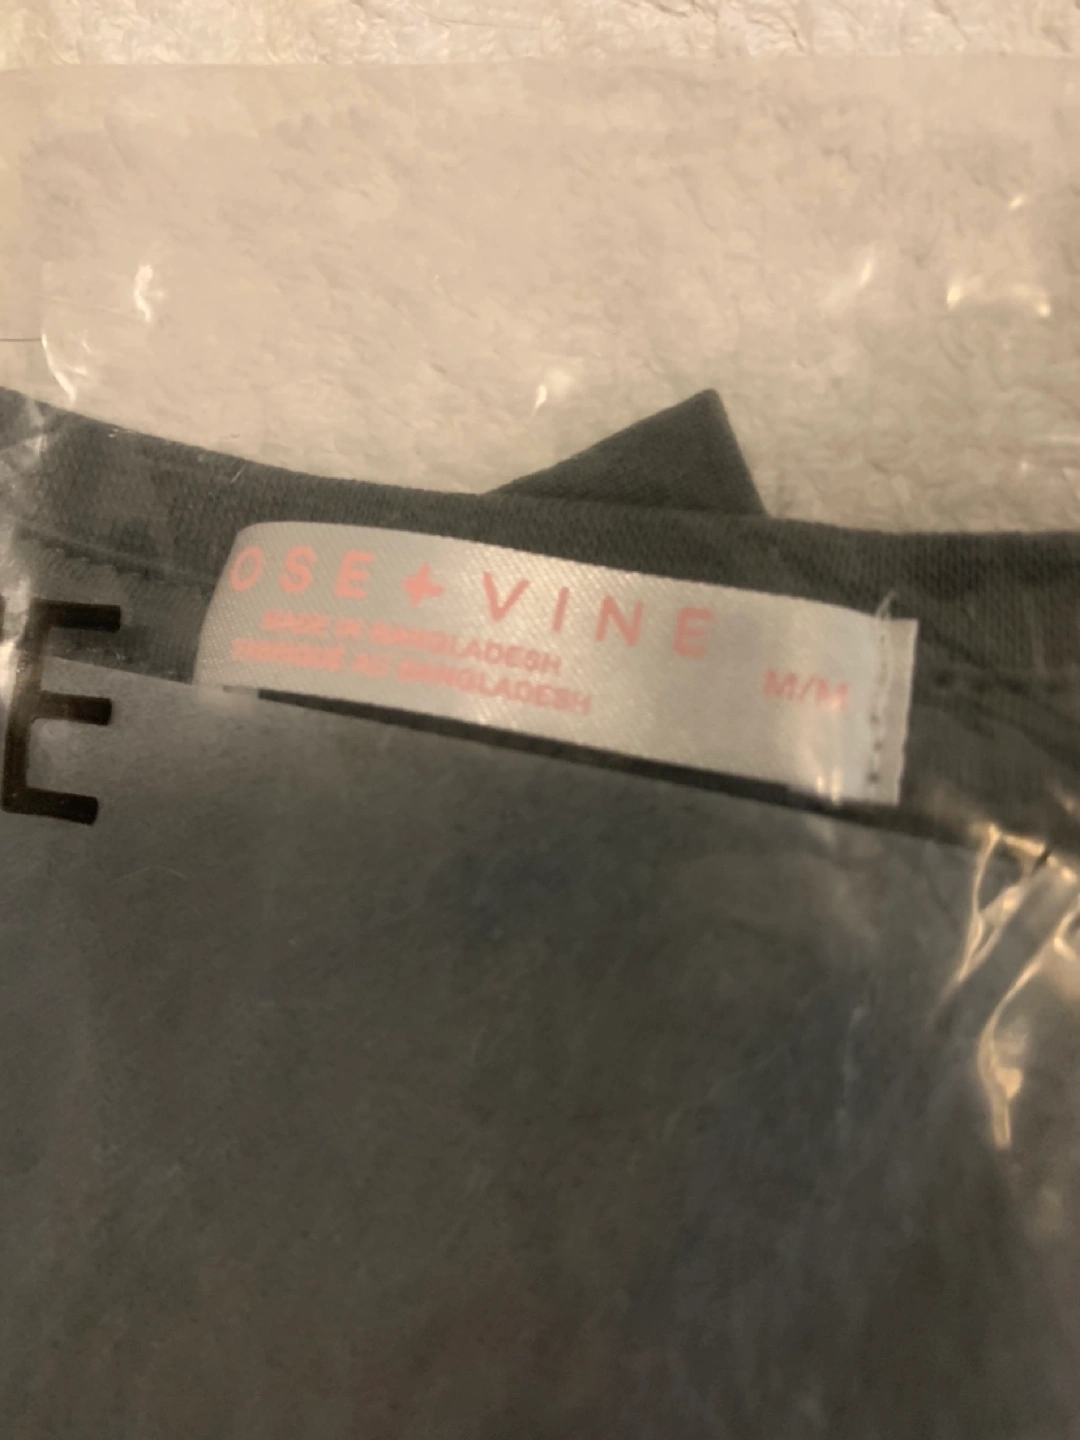 OSE + VINE
MADE IN BANGLADESH
FABRIQUÉ AU BANGLADESH
M/M
E
E